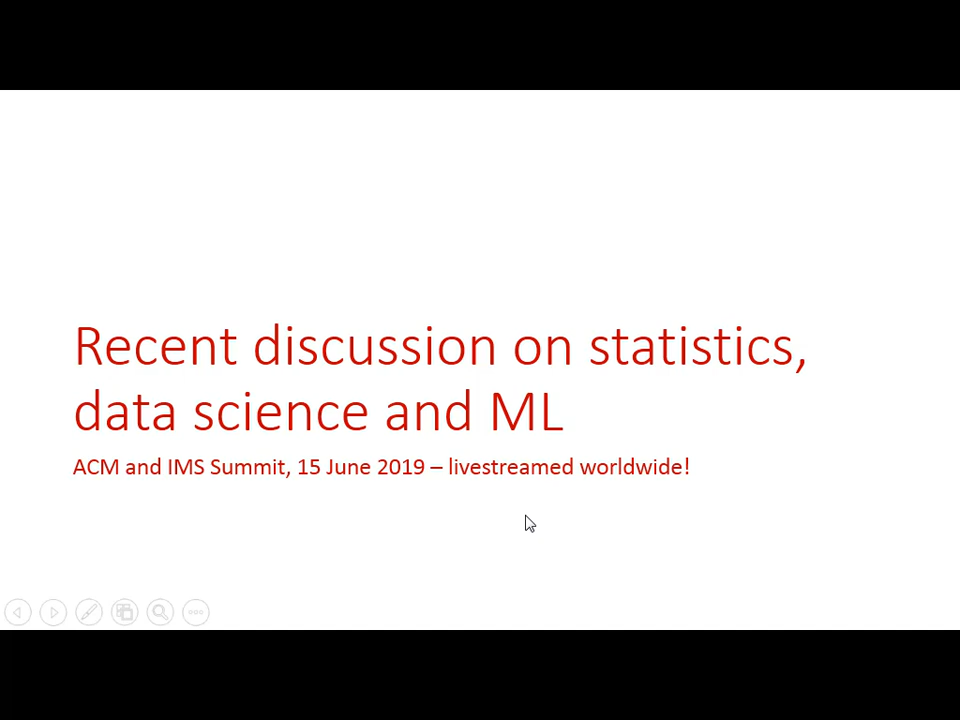 Recent discussion on statistics,
data science and ML
ACM and IMS Summit, 15 June 2019 – livestreamed worldwide!